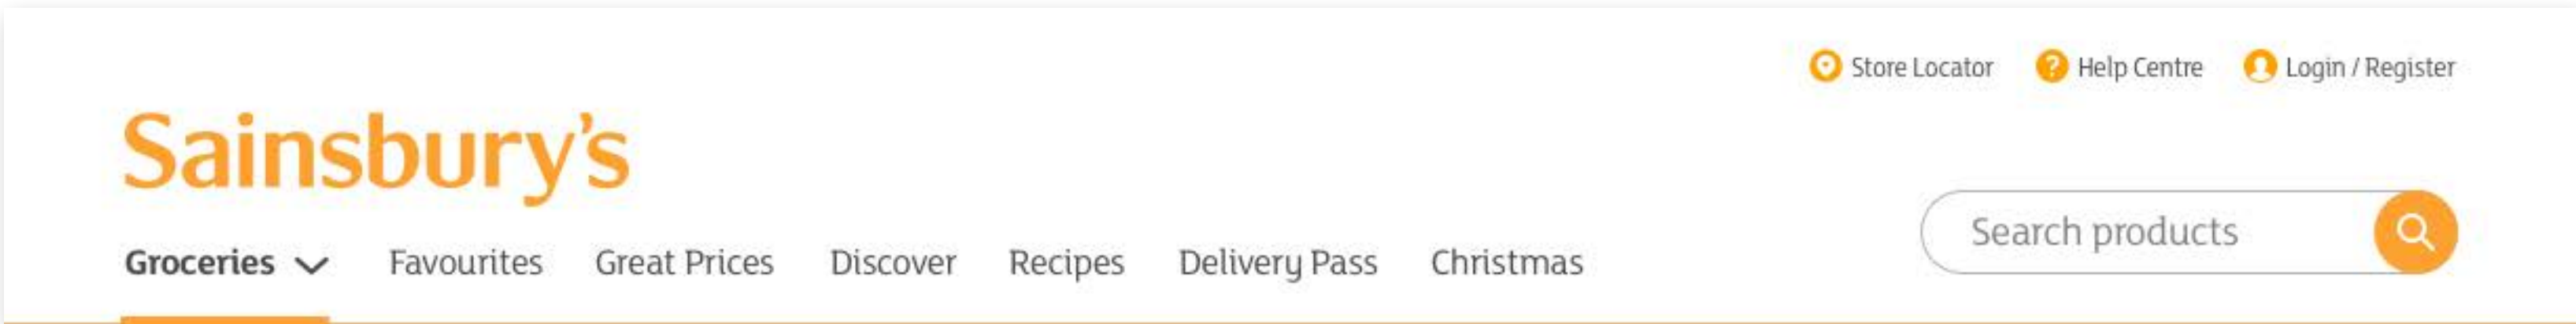 Store Locator Help Centre Login / Register
Sainsbury's
Search products
Groceries Favourites Great Prices Discover Recipes Delivery Pass Christmas